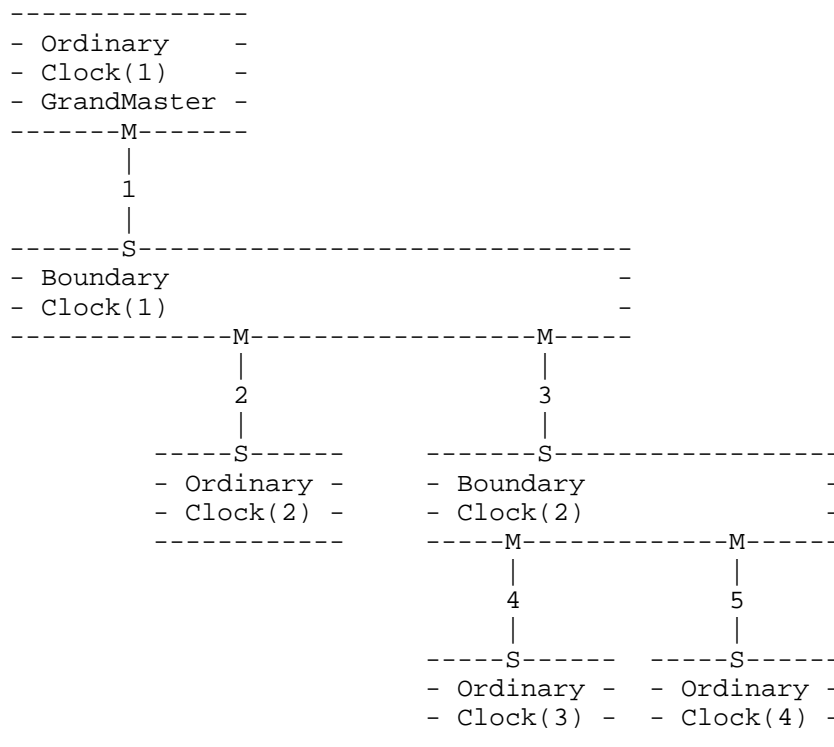 ---------------
- Ordinary    -
- Clock(1)    -
- GrandMaster -
-------M-------
       |
       1
       |
-------S-------------------------------
- Boundary                            -
- Clock(1)                            -
--------------M------------------M-----
              |                  |
              2                  3
              |                  |
         -----S------     -------S-----------------
         - Ordinary -     - Boundary              -
         - Clock(2) -     - Clock(2)              -
         ------------     -----M-------------M-----
                               |             |
                               4             5
                               |             |
                          -----S------  -----S------
                          - Ordinary -  - Ordinary -
                          - Clock(3) -  - Clock(4) -